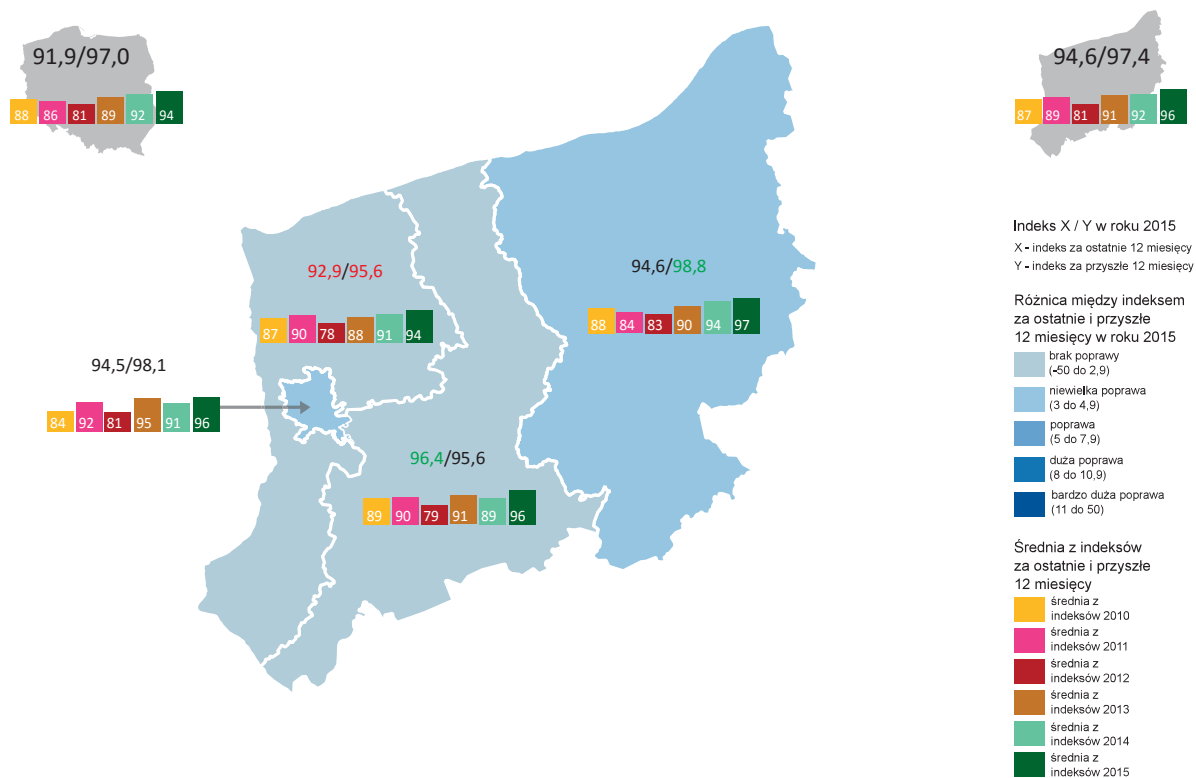 91,9/97,0
88 86 81 89 92 94
94,6/97,4
87 89 81 91 92 96
92,9/95,6
87 90 78 88 91 94
94,6/98,8
88 84 83 90 94 97
94,5/98,1
84 92 81 95 91 96
96,4/95,6
89 90 79 91 89 96
Indeks X / Y w roku 2015
X - indeks za ostatnie 12 miesięcy
Y - indeks za przyszłe 12 miesięcy
Różnica między indeksem
za ostatnie i przyszłe
12 miesięcy w roku 2015
brak poprawy
(-50 do 2,9)
niewielka poprawa
(3 do 4,9)
poprawa
(5 do 7,9)
duża poprawa
(8 do 10,9)
bardzo duża poprawa
(11 do 50)
Średnia z indeksów
za ostatnie i przyszłe
12 miesięcy
średnia z
indeksów 2010
średnia z
indeksów 2011
średnia z
indeksów 2012
średnia z
indeksów 2013
średnia z
indeksów 2014
średnia z
indeksów 2015